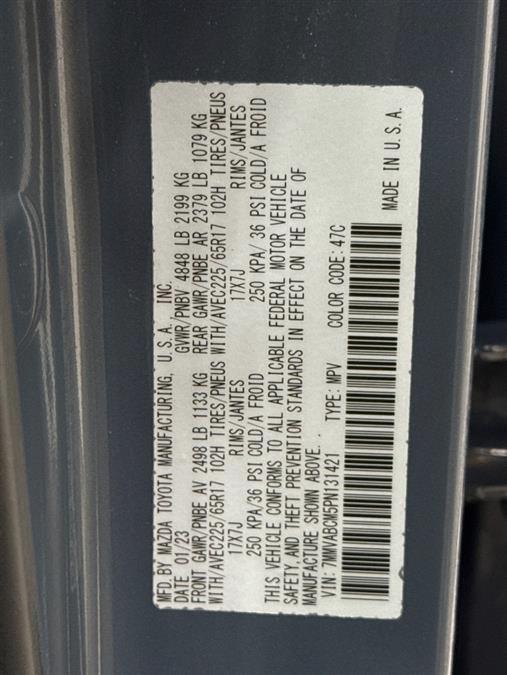 MFD.BY MAZDA TOYOTA MANUFACTURING, U.S.A., INC.
DATE 01/23 GVWR/PNBV 4848 LB 2199 KG
FRONT GAWR/PNBE AV 2498 LB 1133 KG REAR GAWR/PNBE AR 2379 LB 1079 KG
WITH/AVEC225/65R17 102H TIRES/PNEUS WITH/AVEC225/65R17 102H TIRES/PNEUS
17X7J RIMS/JANTES 17X7J RIMS/JANTES
250 KPA/36 PSI COLD/A FROID 250 KPA/ 36 PSI COLD/A FROID
THIS VEHICLE CONFORMS TO ALL APPLICABLE FEDERAL MOTOR VEHICLE
SAFETY,AND THEFT PREVENTION STANDARDS IN EFFECT ON THE DATE OF
MANUFACTURE SHOWN ABOVE.
VIN: 7MMVABCM5PN131421 TYPE: MPV COLOR CODE: 47C
MADE IN U.S.A.